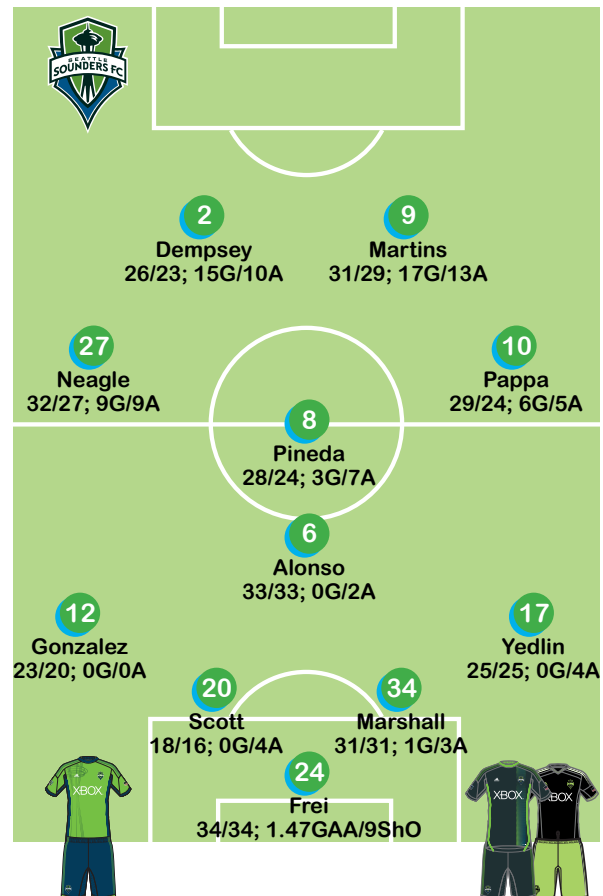 SEATTLE
SOUNDERS FC
2
Dempsey
26/23; 15G/10A
9
Martins
31/29; 17G/13A
27
Neagle
32/27; 9G/9A
10
Pappa
29/24; 6G/5A
8
Pineda
28/24; 3G/7A
6
Alonso
33/33; 0G/2A
12
Gonzalez
23/20; 0G/0A
17
Yedlin
25/25; 0G/4A
20
Scott
18/16; 0G/4A
34
Marshall
31/31; 1G/3A
24
Frei
34/34; 1.47GAA/9ShO
XBOX
XBOX
XBOX